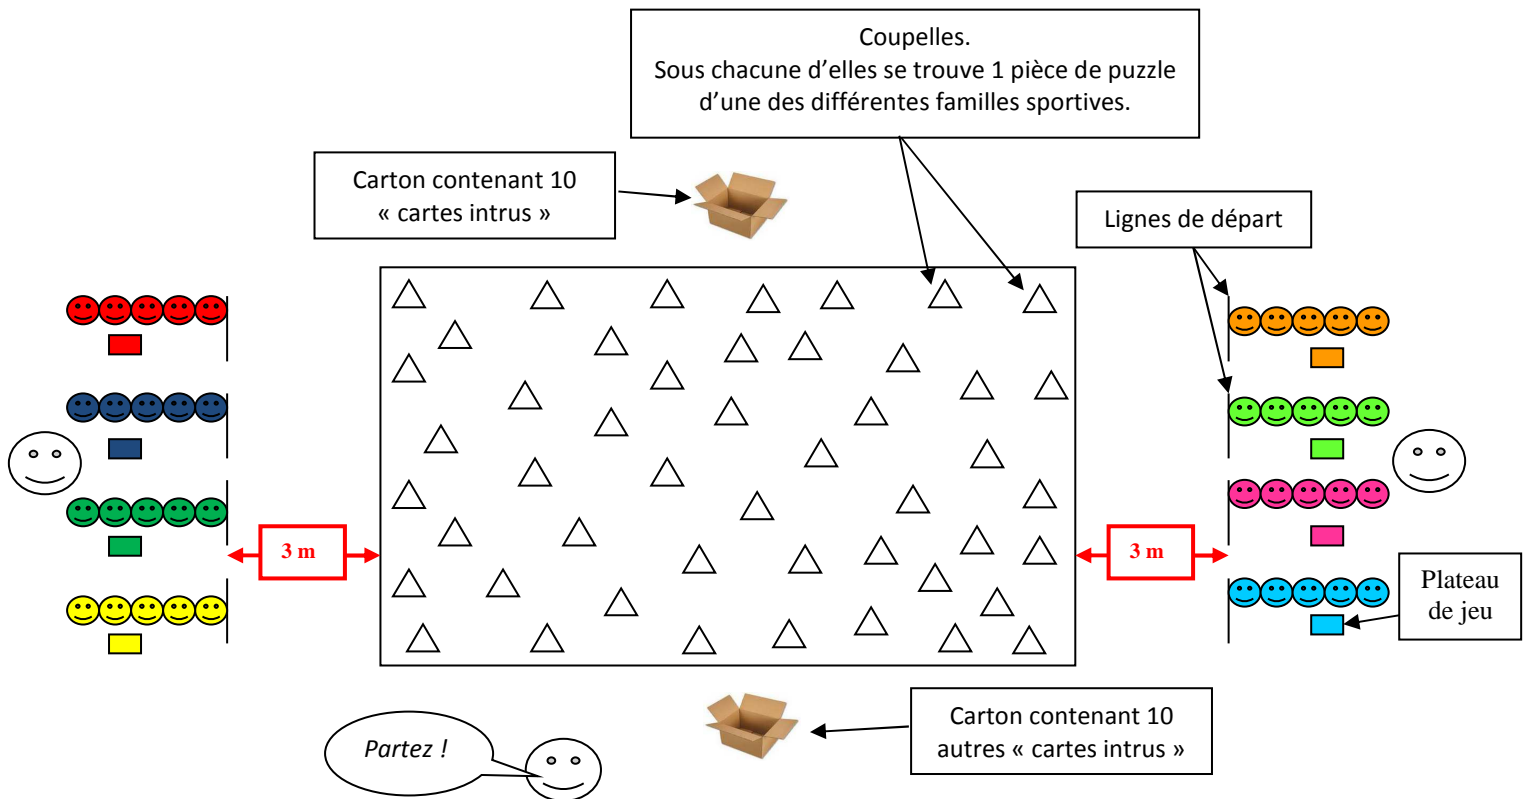 Coupelles.
Sous chacune d’elles se trouve 1 pièce de puzzle
d’une des différentes familles sportives.
Carton contenant 10
« cartes intrus »
Lignes de départ
3 m
3 m
Plateau
de jeu
Carton contenant 10
autres « cartes intrus »
Partez !